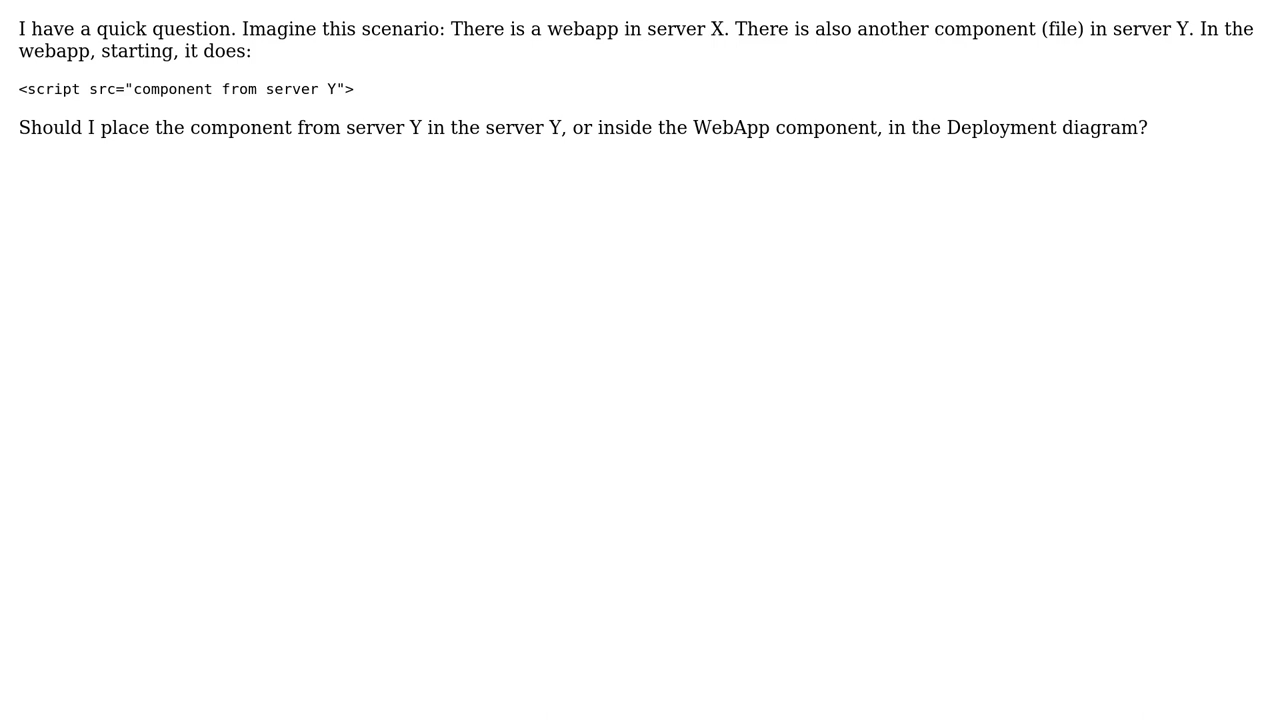 I have a quick question. Imagine this scenario: There is a webapp in server X. There is also another component (file) in server Y. In the
webapp, starting, it does:
<script src="component from server Y">
Should I place the component from server Y in the server Y, or inside the WebApp component, in the Deployment diagram?